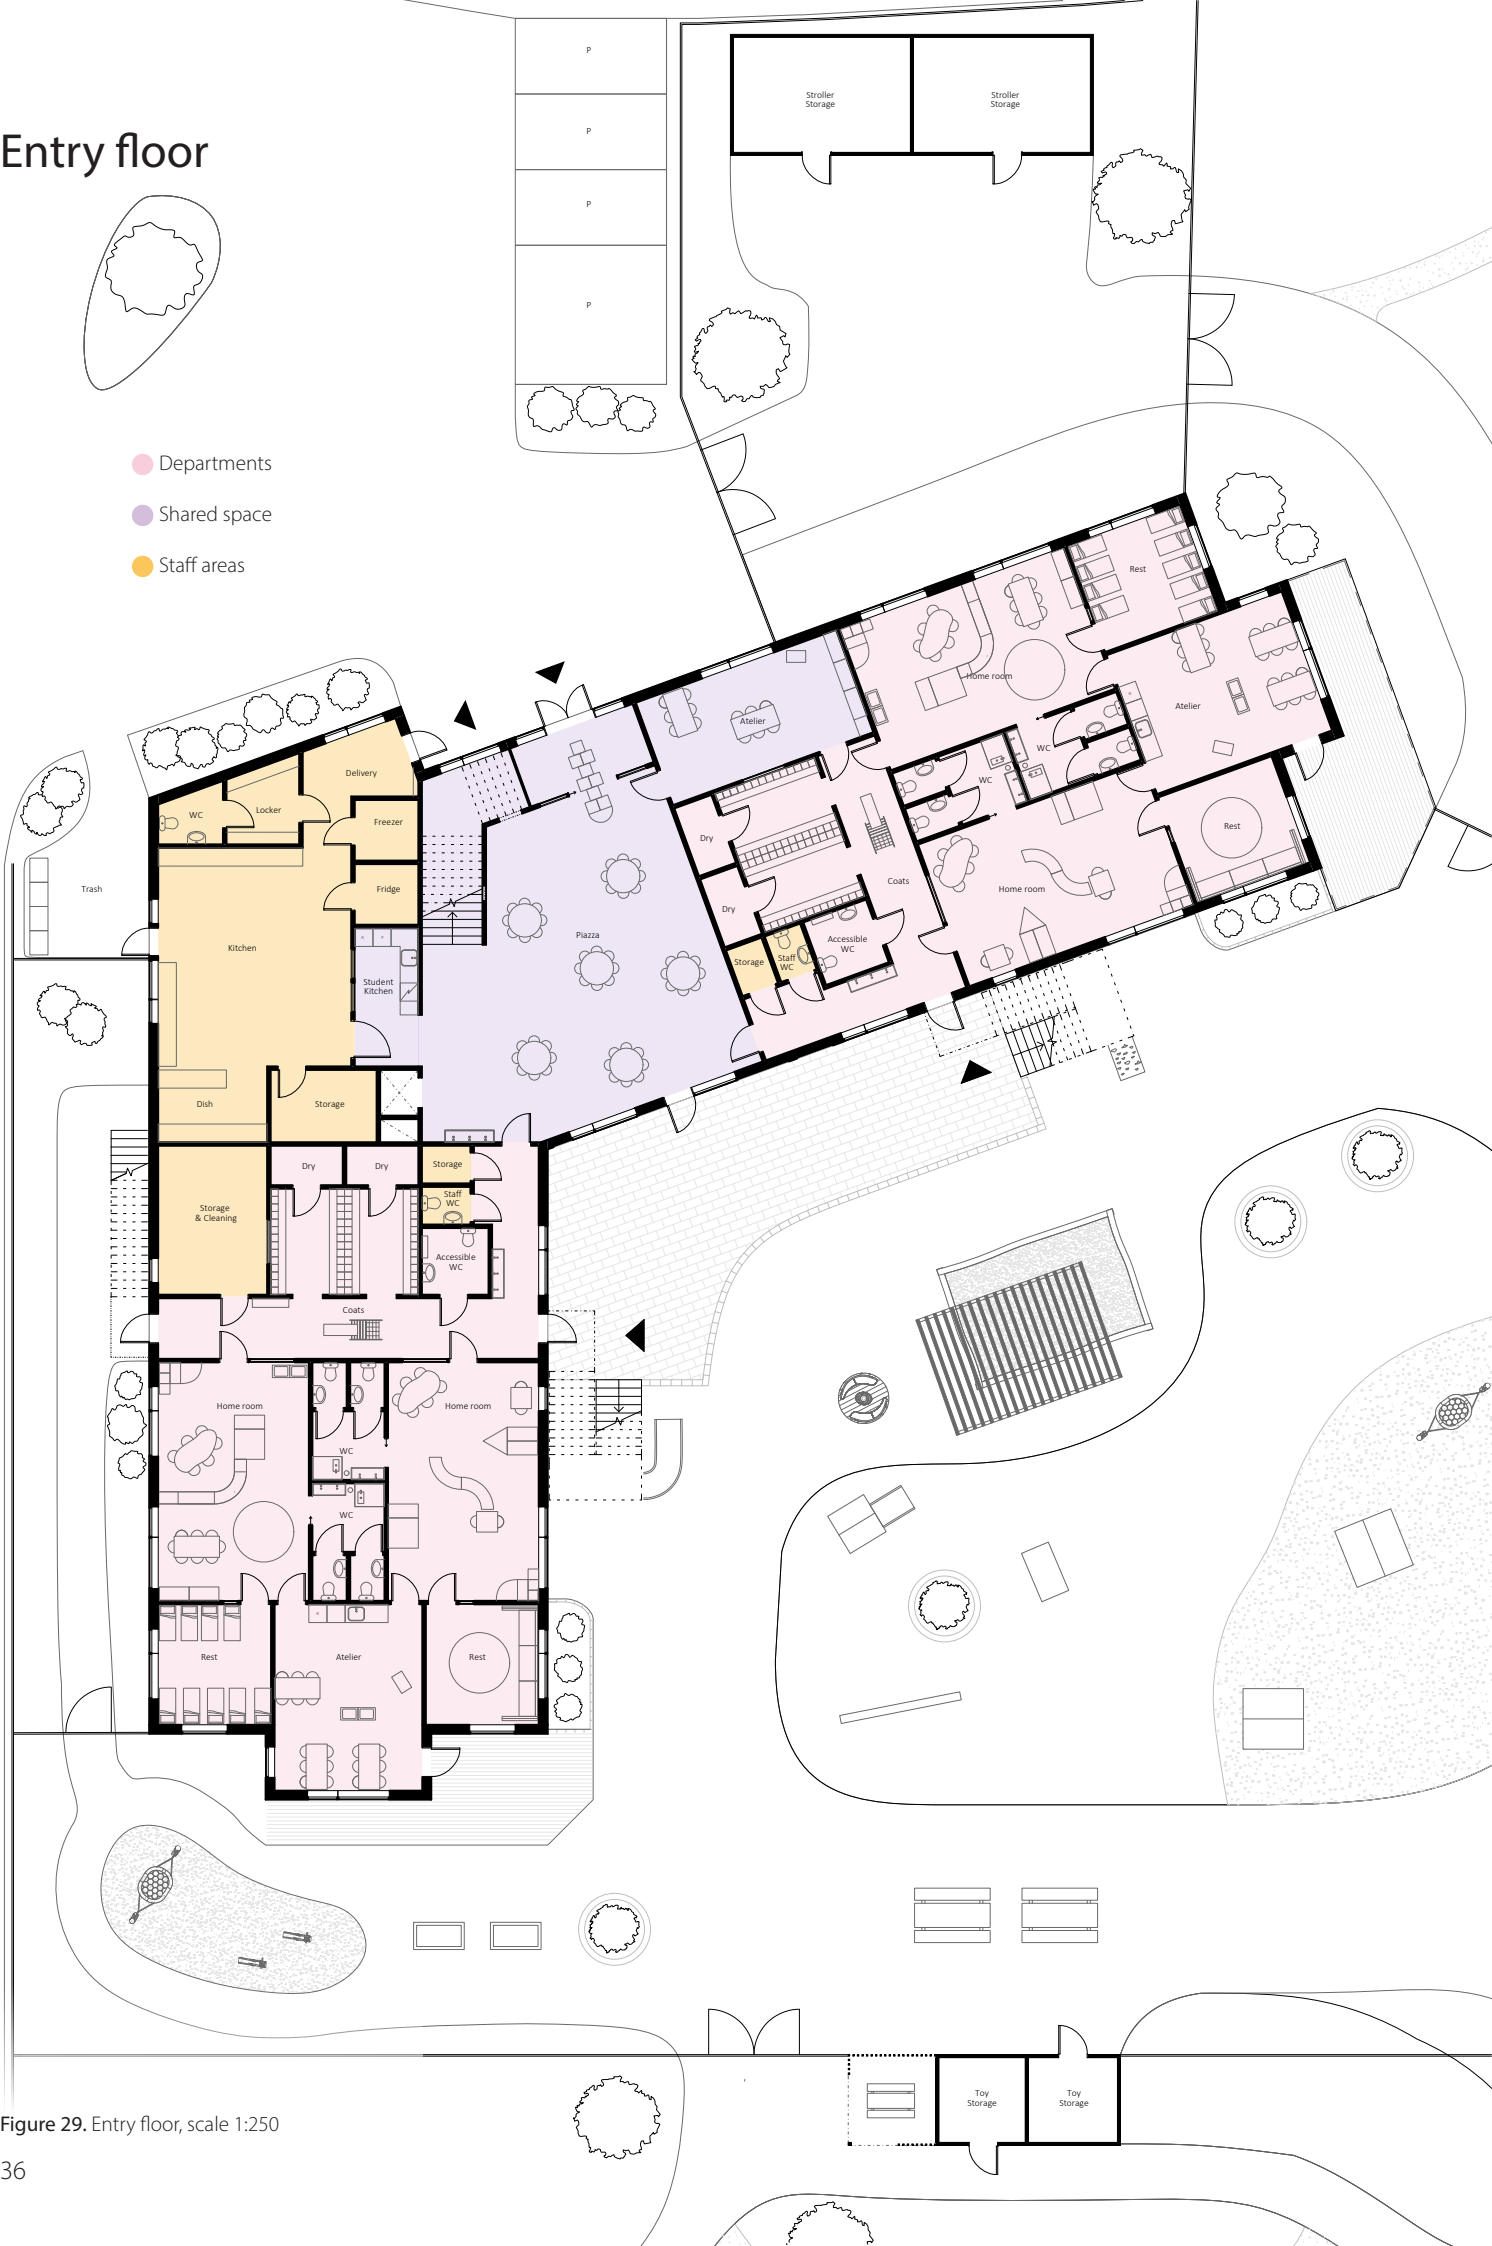 P
Stroller
Storage
Stroller
Storage
P
Entry floor
P
P
Departments
Shared space
Staff areas
Rest
Home room
Atelier
Atelier
Delivery
WC
Locker
Freezer
WC
WC
Dry
Rest
Trash
Fridge
Coats
Home room
Dry
Kitchen
Piazza
Accessible
WC
Storage
Staff
WC
Student
Kitchen
Dish
Storage
Dry
Dry
Storage
Staff
WC
Storage
& Cleaning
Accessible
WC
Coats
Home room
Home room
WC
WC
Rest
Atelier
Rest
Toy
Storage
Toy
Storage
Figure 29. Entry floor, scale 1:250
36